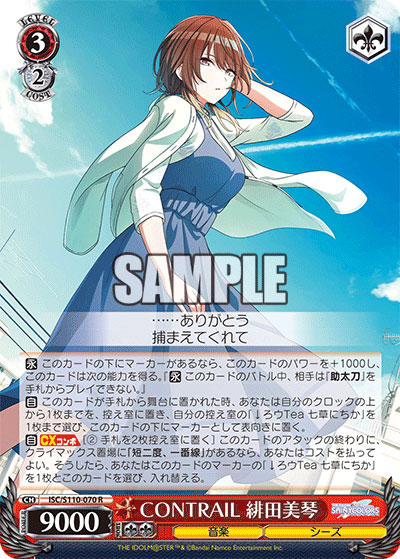 LEVEL
3
2
COST
SAMPLE
……ありがとう
捕まえてくれて
永 このカードの下にマーカーがあるなら、このカードのパワーを+1000し、
このカードは次の能力を得る。『永 このカードのバトル中、相手は「助太刀」を
手札からプレイできない。』
自 このカードが手札から舞台に置かれた時、あなたは自分のクロックの上
から1枚までを、控え室に置き、自分の控え室の「↓ろウTea 七草にちか」を
1枚まで選び、このカードの下にマーカーとして表向きに置く。
自 CXコンボ [② 手札を2枚控え室に置く] このカードのアタックの終わりに、
クライマックス置場に「短二度、一番線」があるなら、あなたはコストを払って
よい。そうしたら、あなたはこのカードのマーカーの「↓ろウTea 七草にちか」1
枚とこのカードを選び、入れ替える。
CH ISC/S110-070 R
POWER
9000
CONTRAIL 緋田美琴
SHINYCOLORS
音楽
シーズ
THE IDOLM@STER™&©Bandai Namco Entertainment Inc.